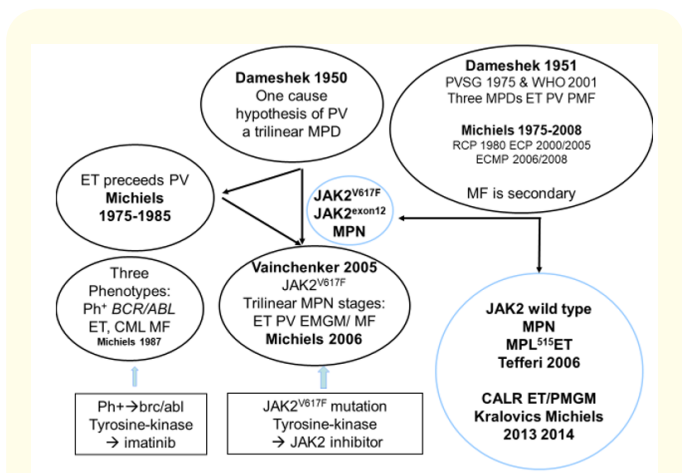 Dameshek 1950
One cause
hypothesis of PV
a trilinear MPD
Dameshek 1951
PVSG 1975 & WHO 2001
Three MPDs ET PV PMF
Michiels 1975-2008
RCP 1980 ECP 2000/2005
ECMP 2006/2008
MF is secondary
ET preceeds PV
Michiels
1975-1985
JAK2V617F
JAK2exon12
MPN
Three
Phenotypes:
Ph+ BCR/ABL
ET, CML MF
Michiels 1987
Vainchenker 2005
JAK2V617F
Trilinear MPN stages:
ET PV EMGM/ MF
Michiels 2006
JAK2 wild type
MPN
MPL515ET
Tefferi 2006
CALR ET/PMGM
Kralovics Michiels
2013 2014
Ph+→brc/abl
Tyrosine-kinase
→ imatinib
JAK2V617F mutation
Tyrosine-kinase
→ JAK2 inhibitor